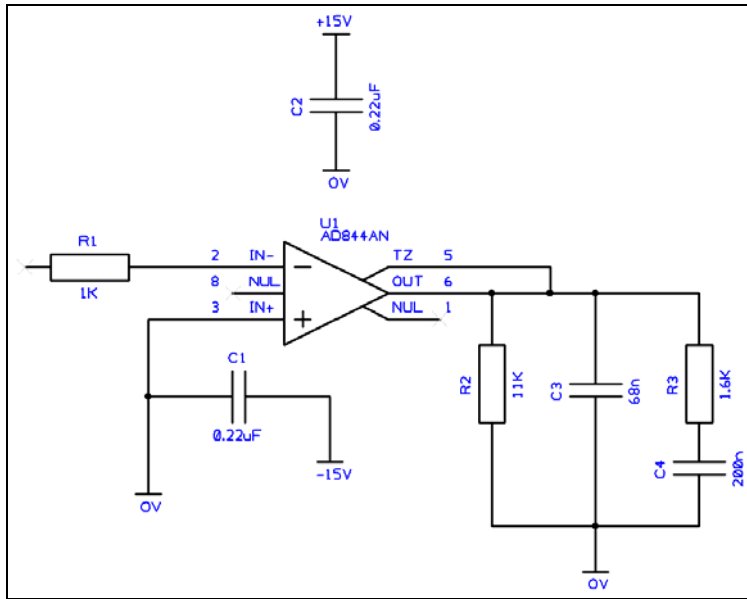 +15V
C2
0.22uF
0V
U1
AD844AN
R1
1K
2 IN-
8 NUL
3 IN+
TZ 5
OUT 6
NUL 1
C1
0.22uF
-15V
0V
R2
11K
C3
68n
R3
1.6K
C4
200n
0V